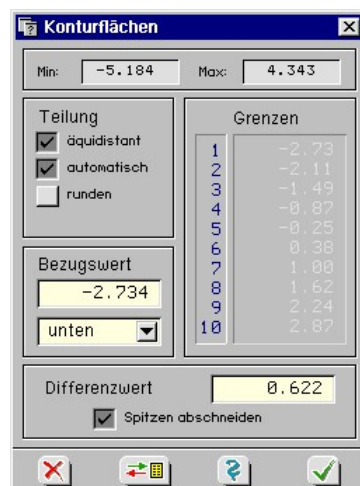 Konturflächen
Min: -5.184 Max: 4.343
Teilung
äquidistant
automatisch
runden
Bezugswert
-2.734
unten
Grenzen
1 -2.73
2 -2.11
3 -1.49
4 -0.87
5 -0.25
6 0.38
7 1.00
8 1.62
9 2.24
10 2.87
Differenzwert 0.622
Spitzen abschneiden